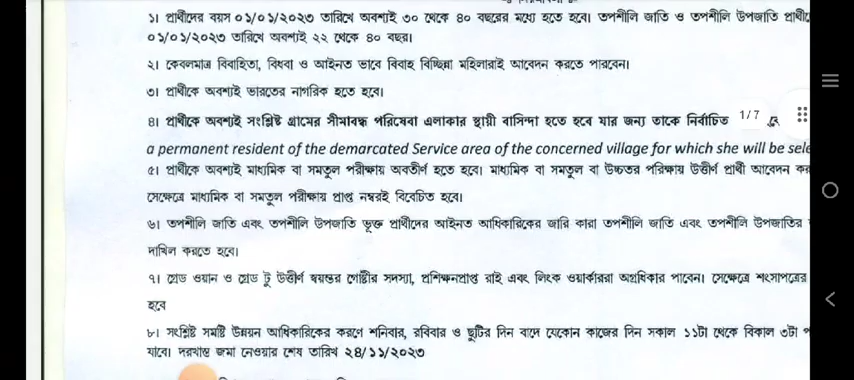 ১। প্রার্থীদের বয়স ০১/০১/২০২৩ তারিখে অবশ্যই ৩০ থেকে ৪০ বছরের মধ্যে হতে হবে। তপশীলি জাতি ও তপশীলি উপজাতি
০১/০১/২০২৩ তারিখে অবশ্যই ২২ থেকে ৪০ বছর।
২। কেবলমাত্র বিবাহিতা, বিধবা ও আইনত ভাবে বিবাহ বিচ্ছিন্না মহিলারাই আবেদন করতে পারবেন।
৩। প্রার্থীকে অবশ্যই ভারতের নাগরিক হতে হবে।
৪। প্রার্থীকে অবশ্যই সংশ্লিষ্ট গ্রামের সীমাবদ্ধ পরিষেবা এলাকার স্থায়ী বাসিন্দা হতে হবে যার জন্য তাকে নির্বাচিত
1/7
a permanent resident of the demarcated Service area of the concerned village for which she will be sele
৫। প্রার্থীকে অবশ্যই মাধ্যমিক বা সমতুল পরীক্ষায় অবতীর্ণ হতে হবে। মাধ্যমিক বা সমতুল বা উচ্চতর পরিক্ষায় উর্ত্তীণ প্রার্থী আবেদন
সেক্ষেত্রে মাধ্যমিক বা সমতুল পরীক্ষায় প্রাপ্ত নম্বরই বিবেচিত হবে।
৬। তপশীলি জাতি এবং তপশীলি উপজাতি ভূক্ত প্রার্থীদের আইনত আধিকারিকের জারি কারা তপশীলি জাতি এবং তপশীলি উপজাতির
দাখিল করতে হবে।
৭। গ্রেড ওয়ান ও গ্রেড টু উর্ত্তীণ স্বয়ম্ভর গোষ্টীর সদস্যা, প্রশিক্ষনপ্রাপ্ত রাই এবং লিংক ওয়ার্কাররা অগ্রধিকার পাবেন। সেক্ষেত্রে শংসাপত্রের
হবে
৮। সংশ্লিষ্ট সমষ্টি উন্নয়ন আধিকারিকের করণে শনিবার, রবিবার ও ছুটির দিন বাদে যেকোন কাজের দিন সকাল ১১টা থেকে বিকাল ৩টা
যাবে। দরখাস্ত জমা নেওয়ার শেষ তারিখ ২৪/১১/২০২৩